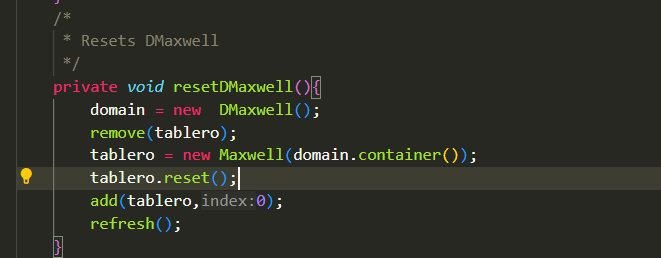 /*
 * Resets DMaxwell
 */
private void resetDMaxwell(){
domain = new  DMaxwell();
remove(tablero);
tablero = new Maxwell(domain.container());
tablero.reset();
add(tablero,index:0);
refresh();
}